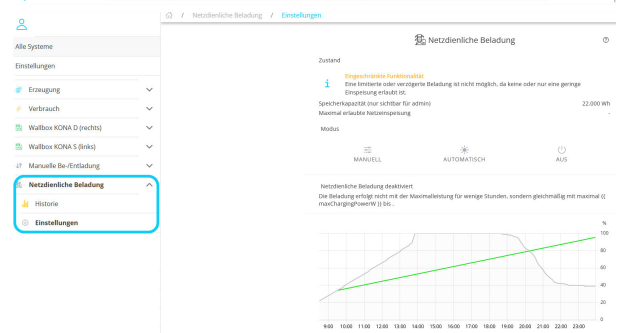 / Netzdienliche Beladung / Einstellungen
Alle Systeme
Einstellungen
Erzeugung
Verbrauch
Wallbox KONA D (rechts)
Wallbox KONA S (links)
Manuelle Be-/Entladung
Netzdienliche Beladung
Historie
Einstellungen
Netzdienliche Beladung
Zustand
Eingeschränkte Funktionalität
Eine limitierte oder verzögerte Beladung ist nicht möglich, da keine oder nur eine geringe
Einspeisung erlaubt ist.
Speicherkapazität (nur sichtbar für admin) 22.000 Wh
Maximal erlaubte Netzeinspeisung -
Modus
MANUELL AUTOMATISCH AUS
Netzdienliche Beladung deaktiviert
Die Beladung erfolgt nicht mit der Maximalleistung für wenige Stunden, sondern gleichmäßig mit maximal {{
maxChargingPowerW }} bis .
%
100
80
60
40
20
0
9:00 10:00 11:00 12:00 13:00 14:00 15:00 16:00 17:00 18:00 19:00 20:00 21:00 22:00 23:00